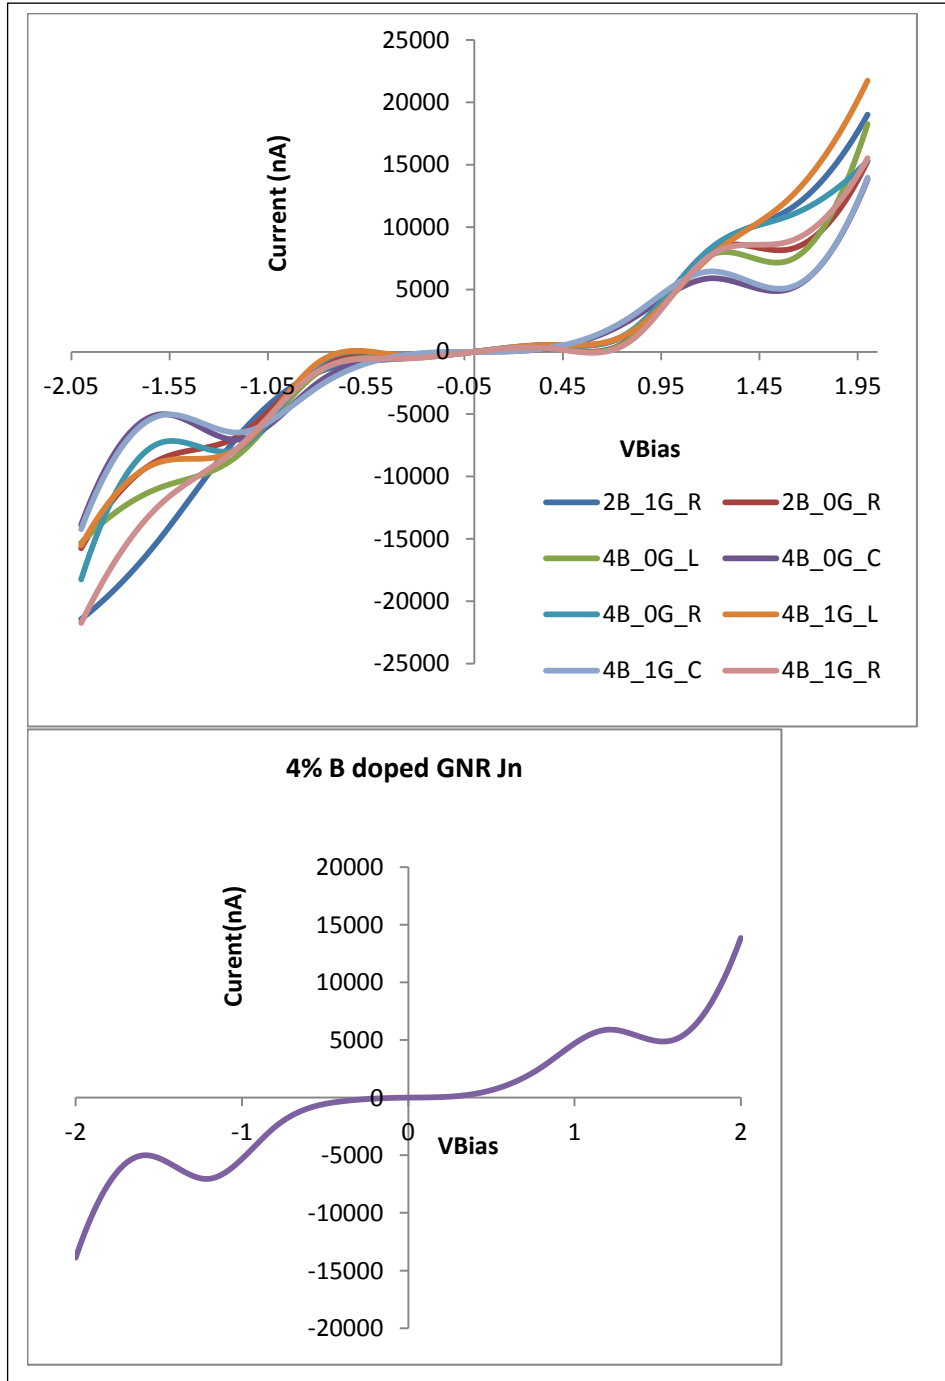 25000
20000
15000
10000
5000
0
-5000
-10000
-15000
-20000
-25000
Current (nA)
-2.05 -1.55 -1.05 -0.55 -0.05 0.45 0.95 1.45 1.95
VBias
2B_1G_R 2B_0G_R
4B_0G_L 4B_0G_C
4B_0G_R 4B_1G_L
4B_1G_C 4B_1G_R
4% B doped GNR Jn
20000
15000
10000
5000
0
-5000
-10000
-15000
-20000
Curent(nA)
-2 -1 0 1 2
VBias